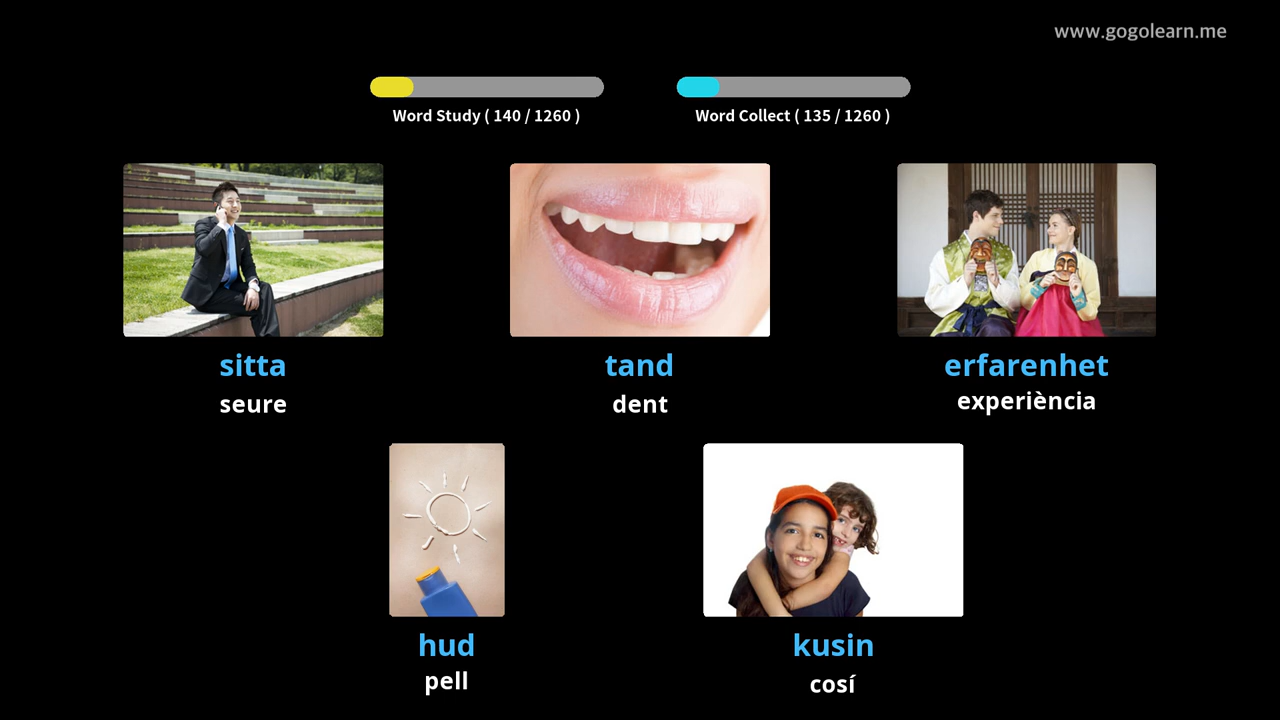 www.gogolearn.me
Word Study ( 140 / 1260 )
Word Collect ( 135 / 1260 )
sitta
seure
tand
dent
erfarenhet
experiència
hud
pell
kusin
cosí